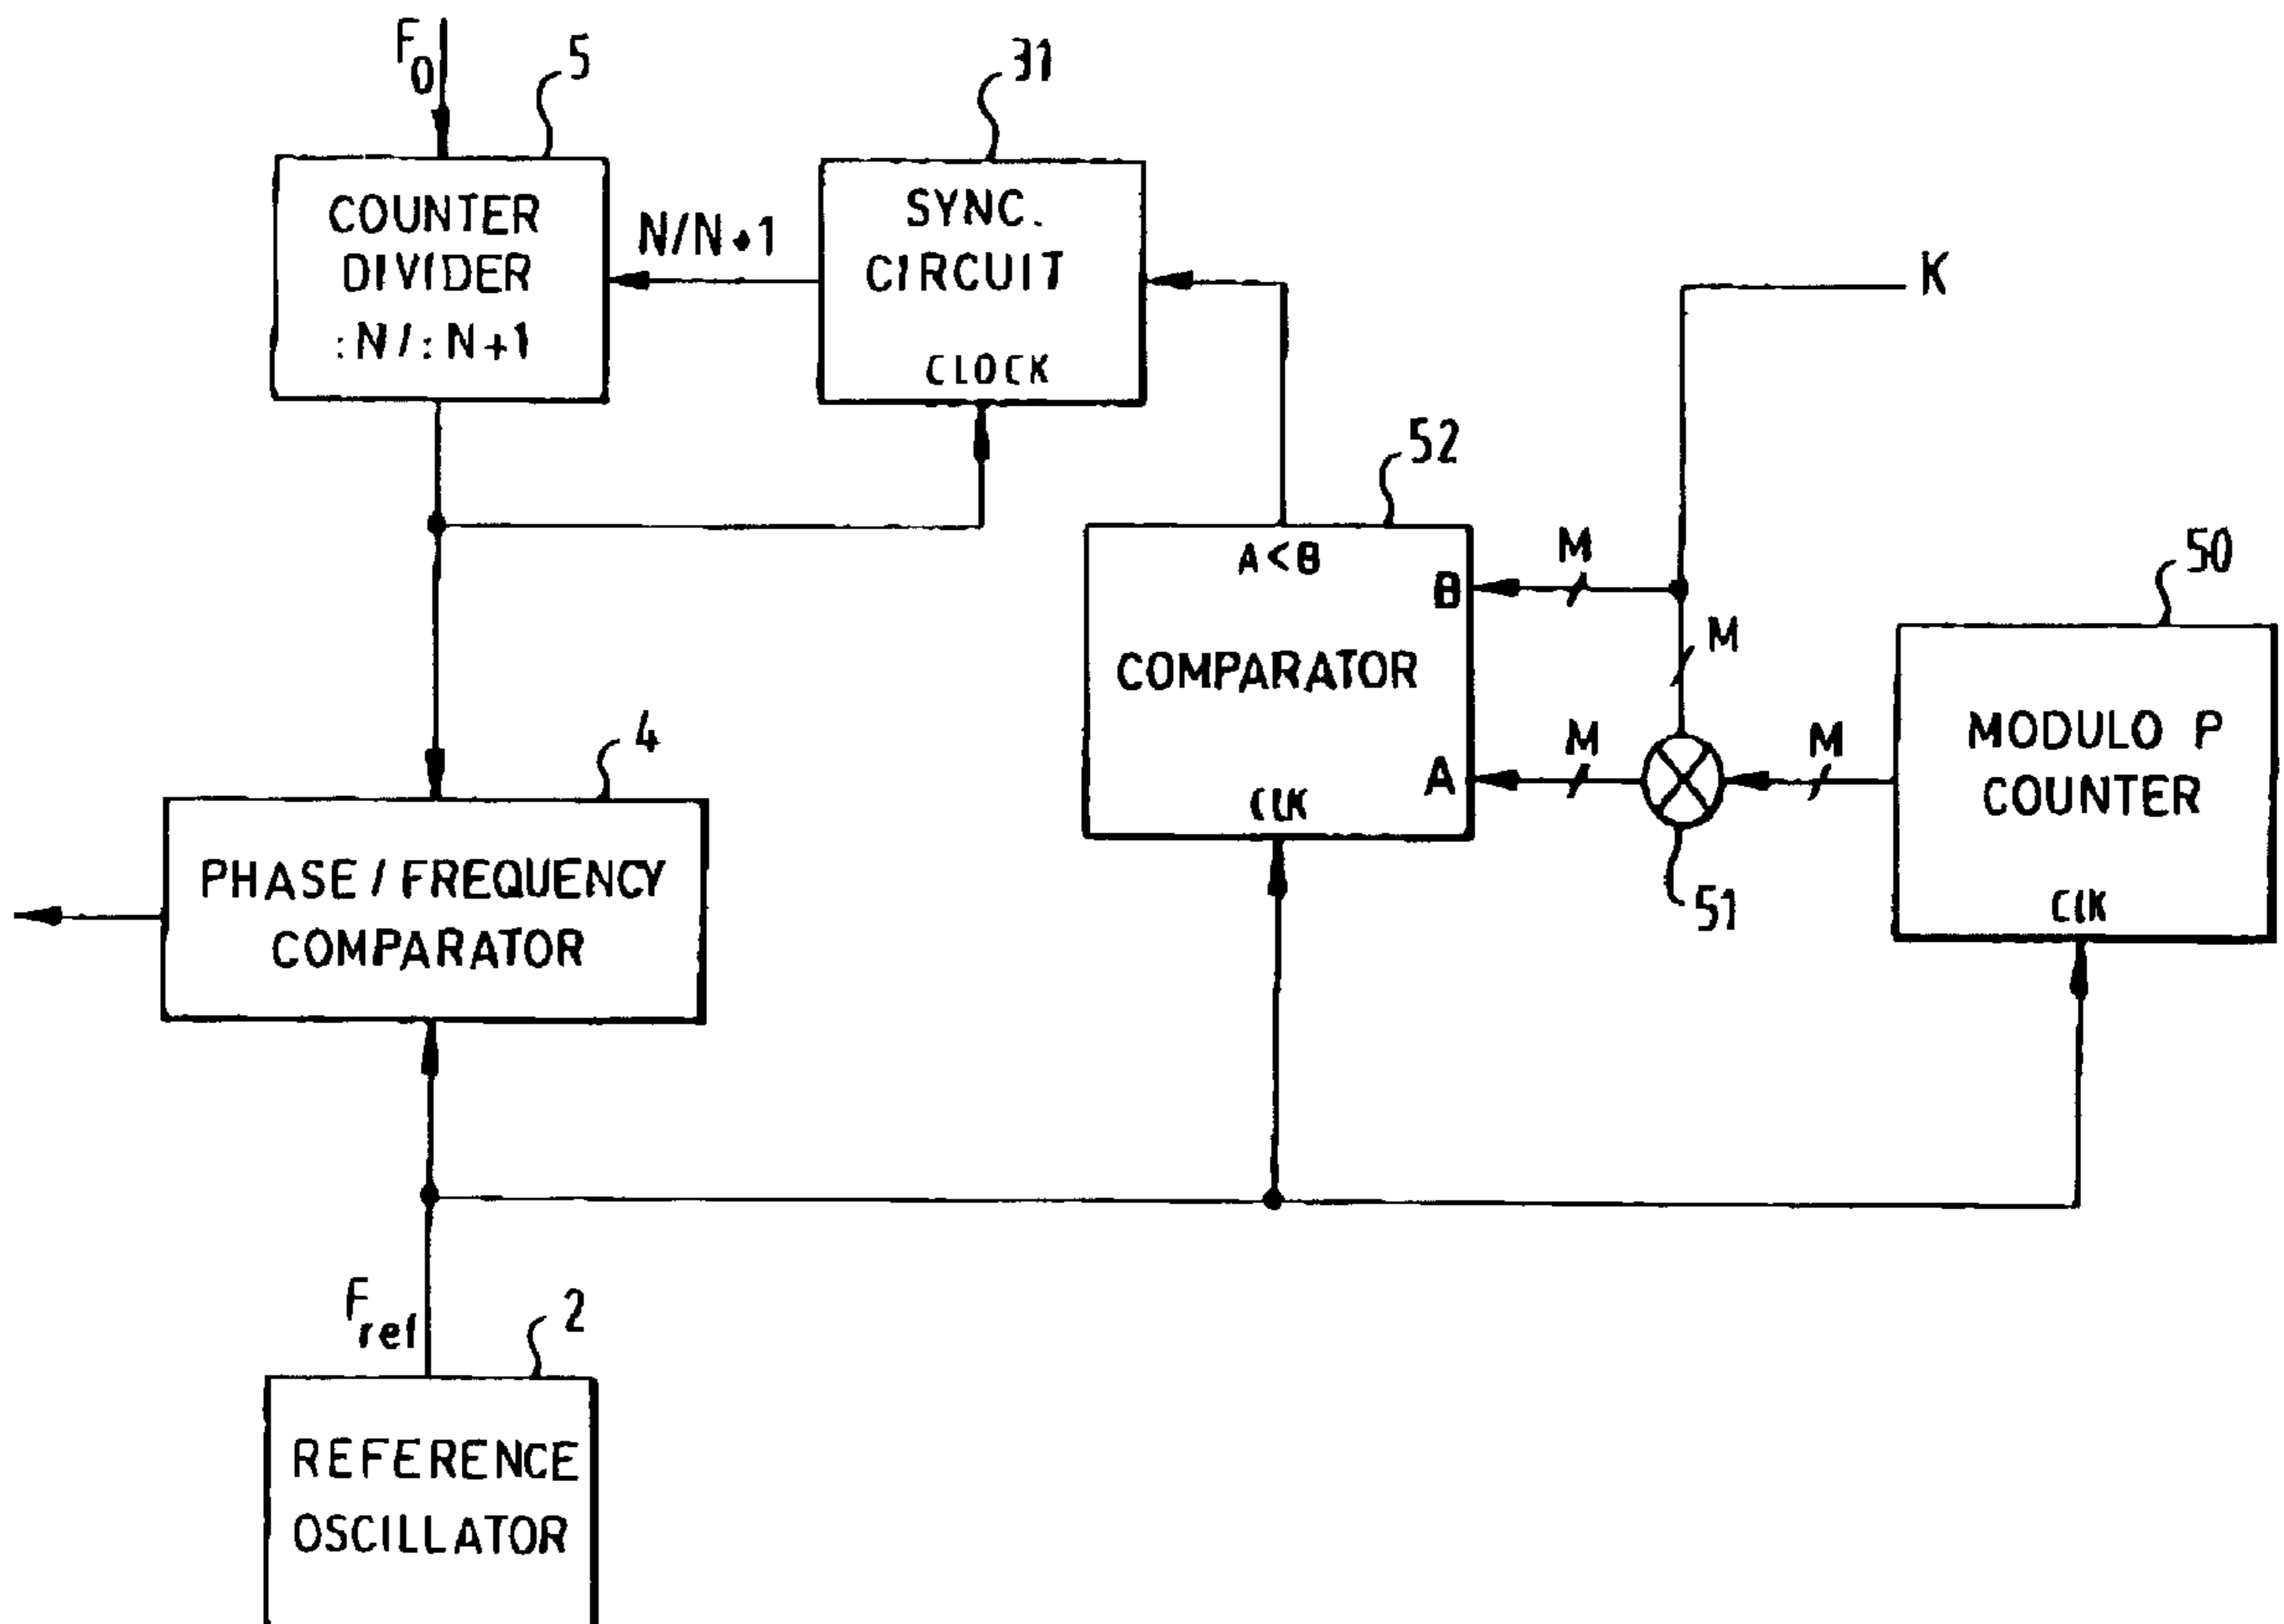 F0
5
31
COUNTER
DIVIDER
:N/:N+1
N/N+1
SYNC.
CIRCUIT
CLOCK
K
52
A<B
B
M
M
50
COMPARATOR
A
M
M
CLK
51
MODULO P
COUNTER
CLK
4
PHASE/FREQUENCY
COMPARATOR
Fref
2
REFERENCE
OSCILLATOR